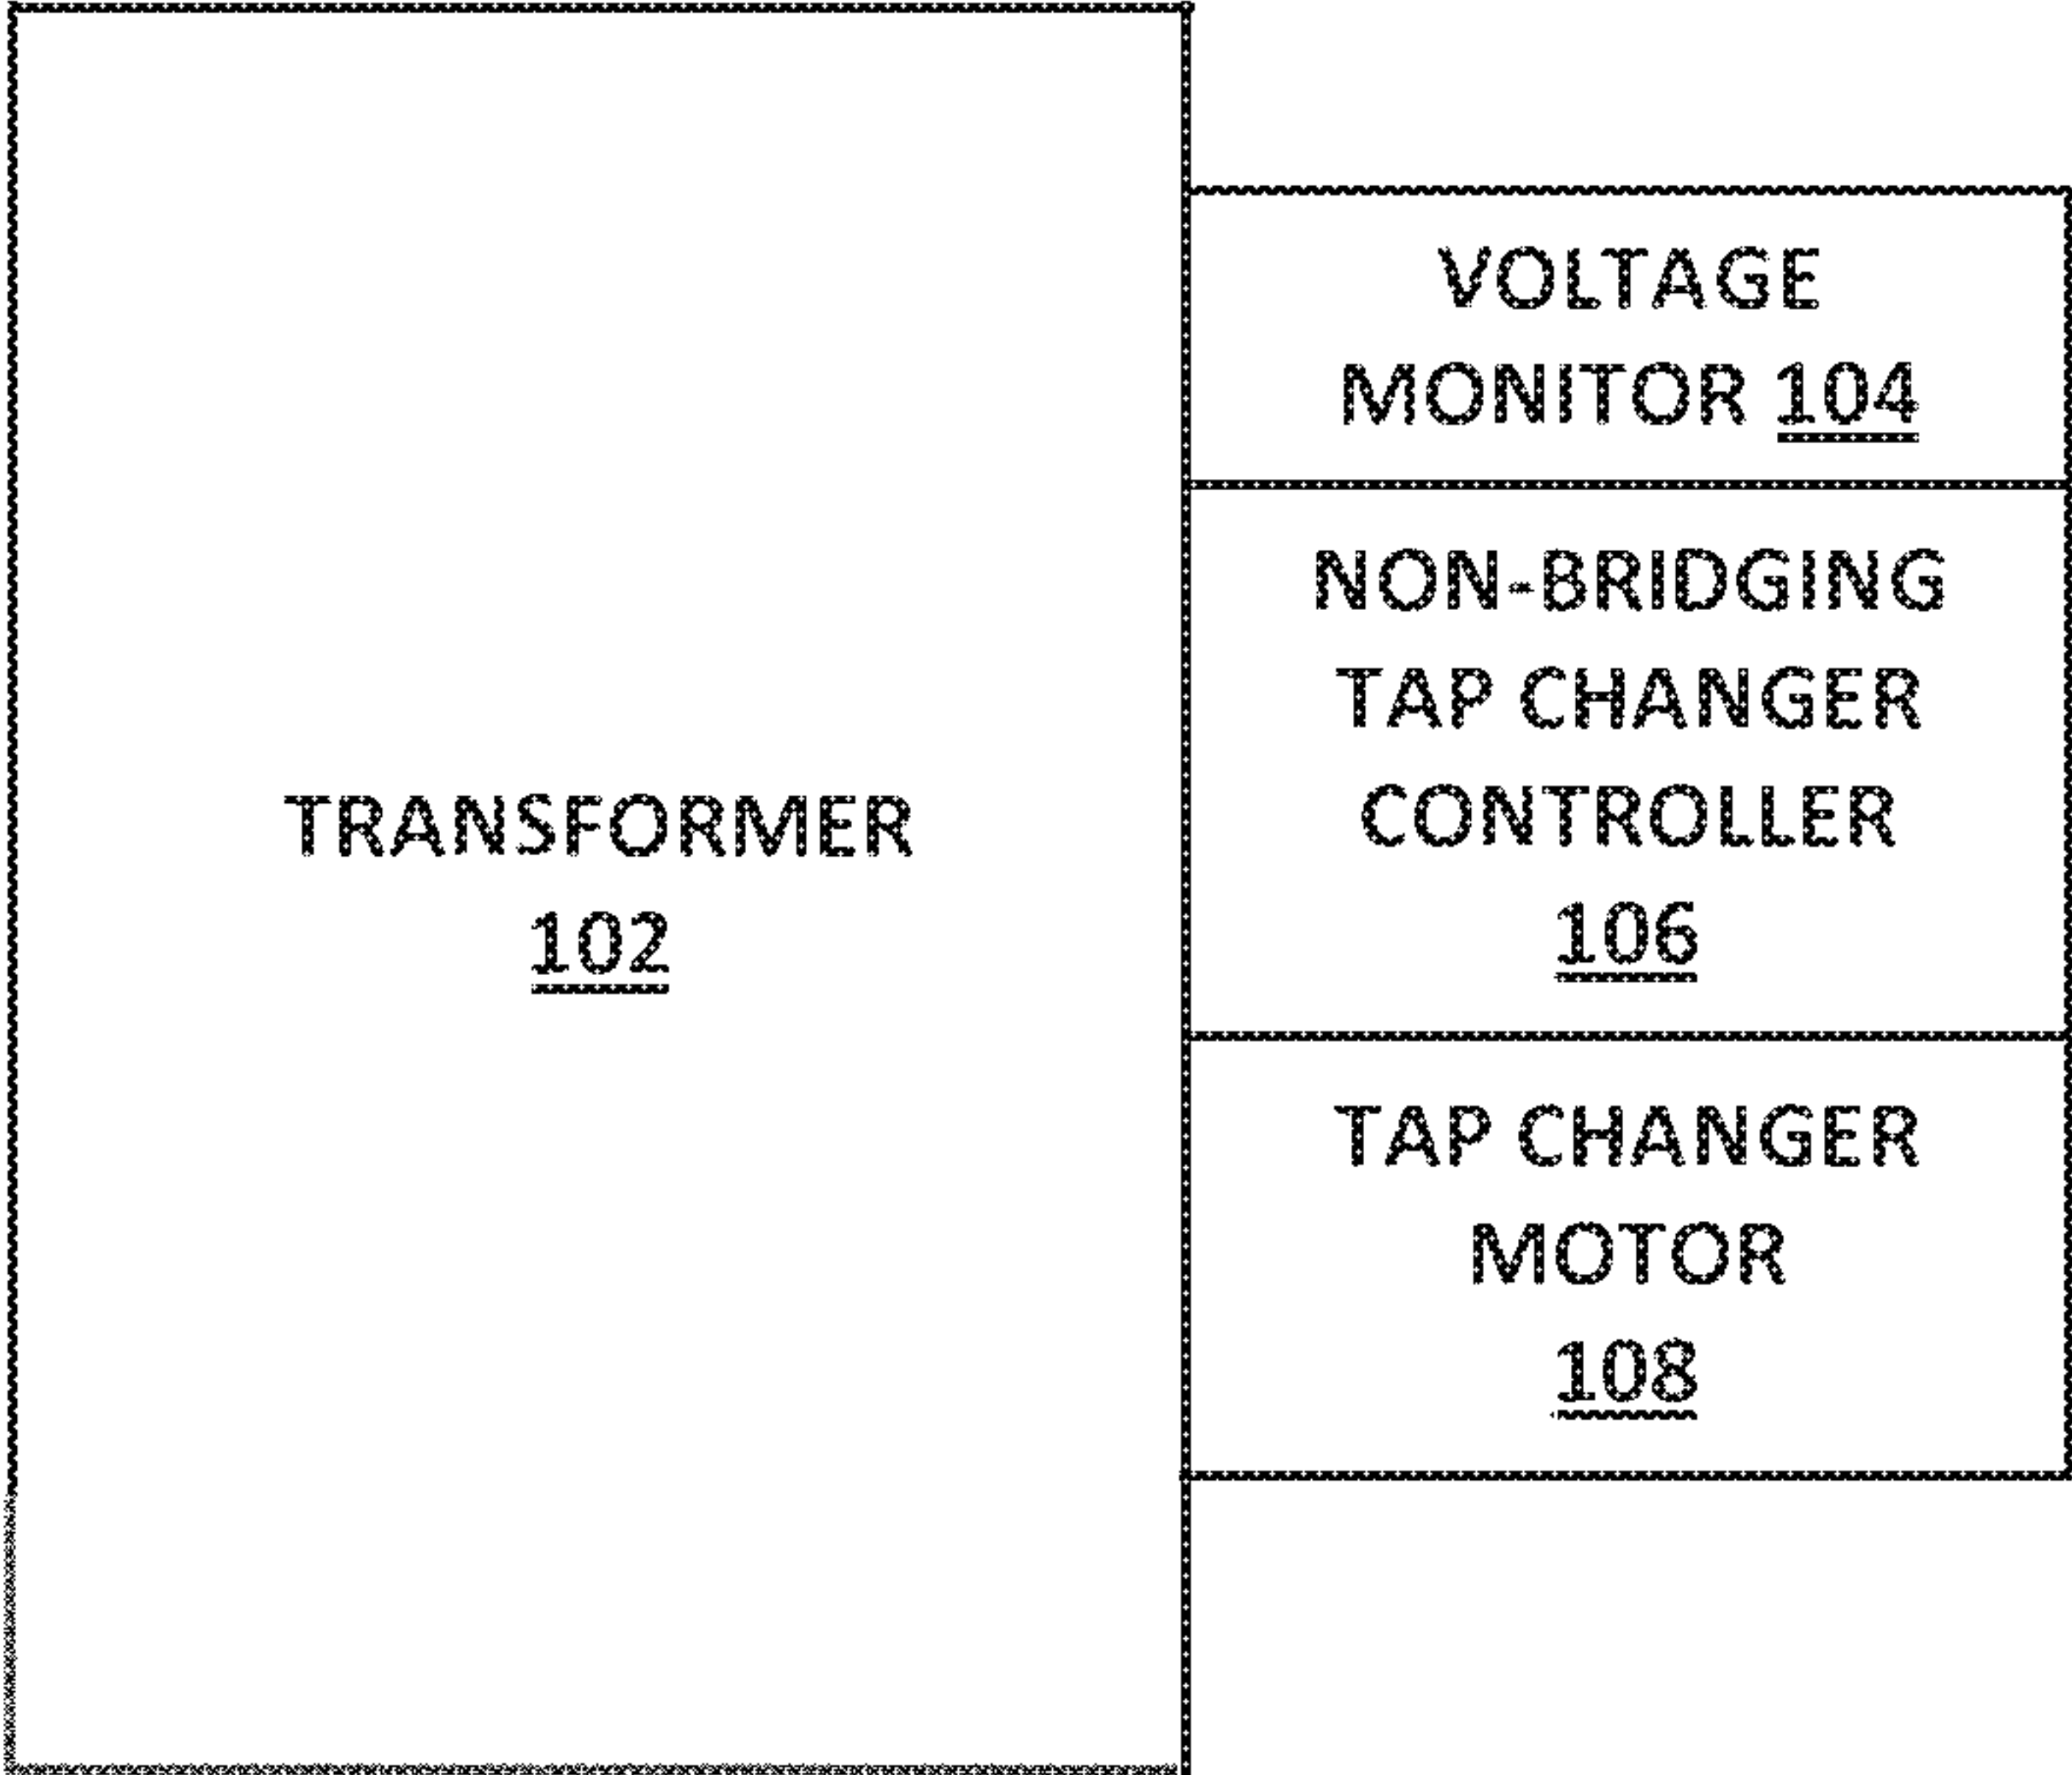 TRANSFORMER
102
VOLTAGE
MONITOR 104
NON-BRIDGING
TAP CHANGER
CONTROLLER
106
TAP CHANGER
MOTOR
108